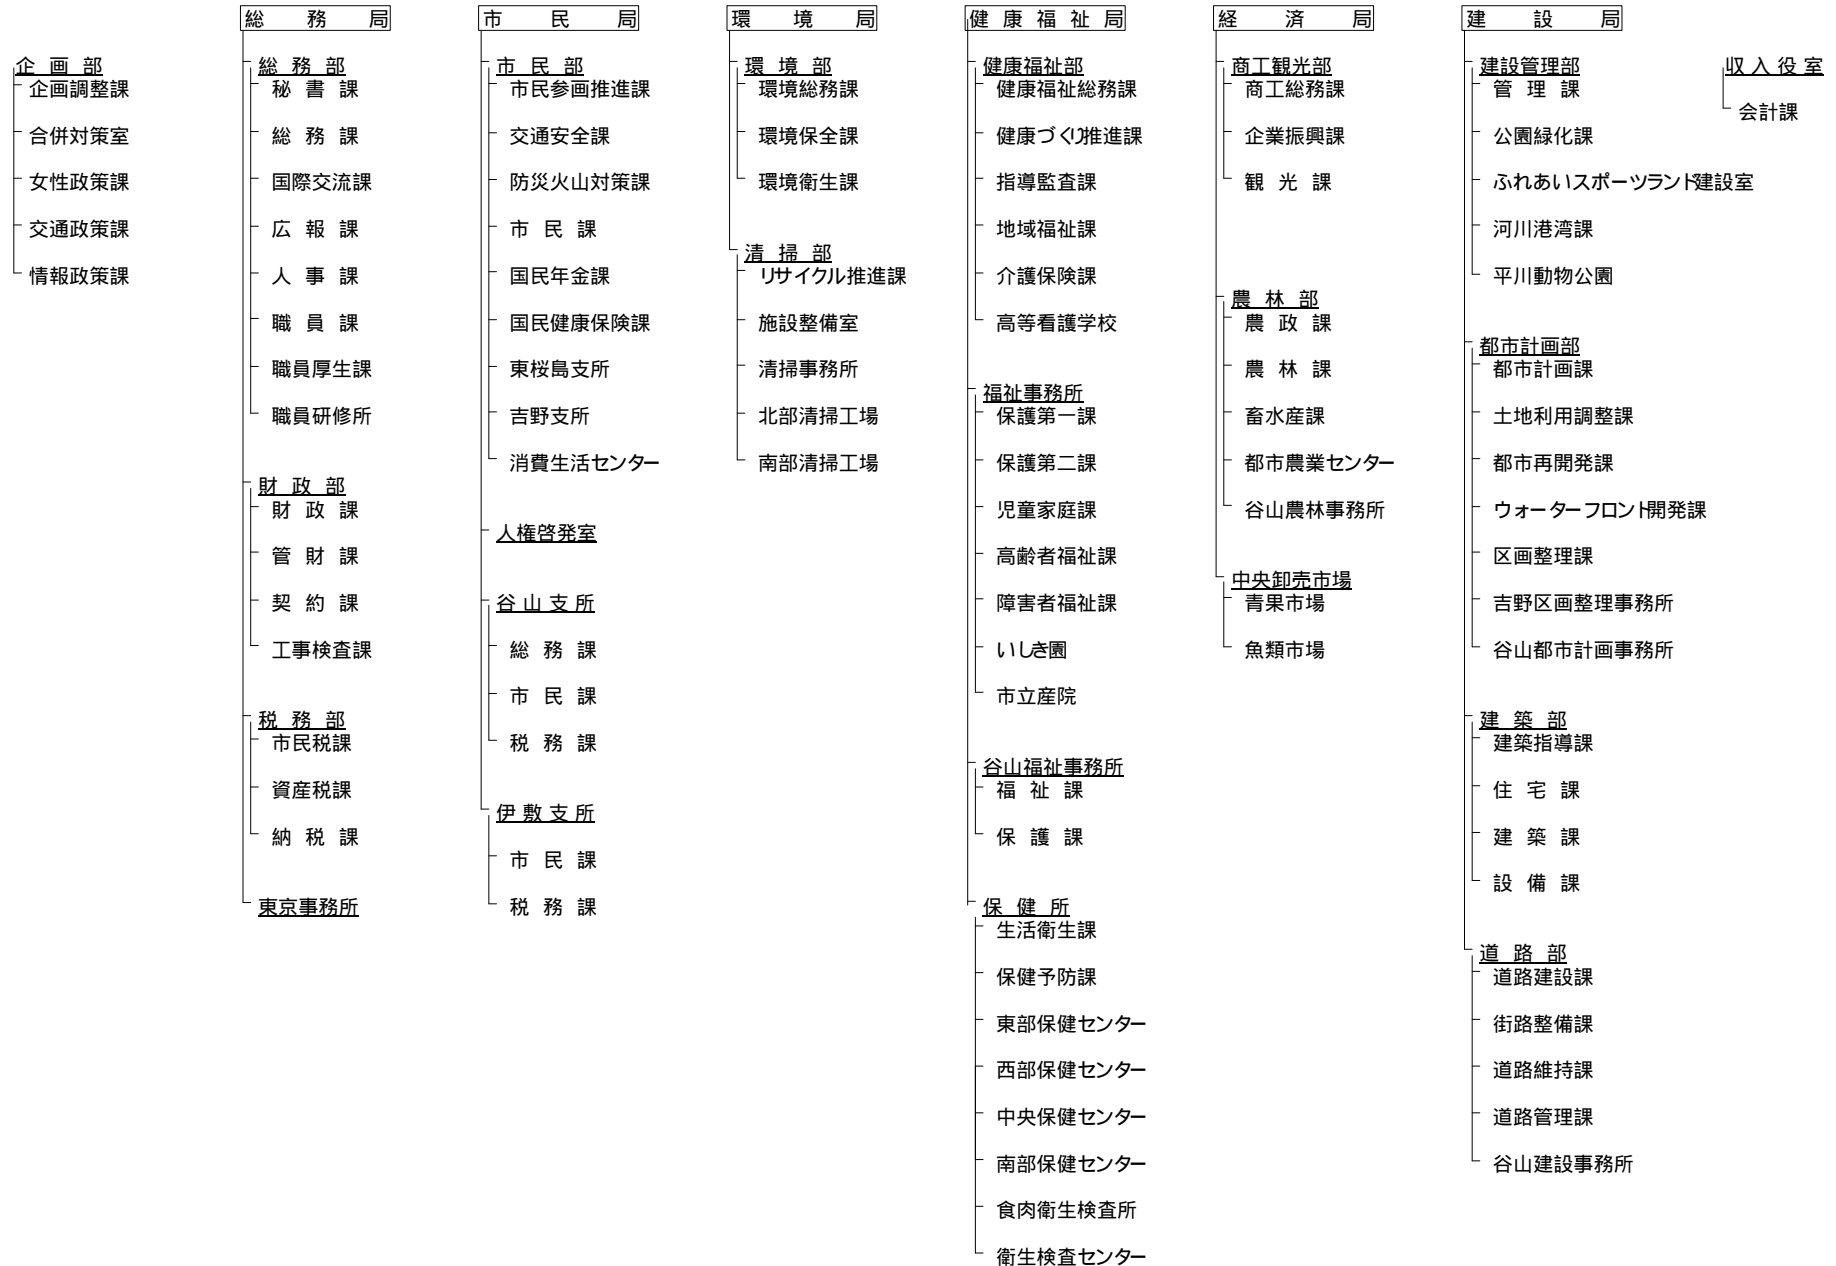 企画部
企画調整課
合併対策室
女性政策課
交通政策課
情報政策課
総務局
総務部
秘書課
総務課
国際交流課
広報課
人事課
職員課
職員厚生課
職員研修所
財政部
財政課
管財課
契約課
工事検査課
税務部
市民税課
資産税課
納税課
東京事務所
市民局
市民部
市民参画推進課
交通安全課
防災火山対策課
市民課
国民年金課
国民健康保険課
東桜島支所
吉野支所
消費生活センター
人権啓発室
谷山支所
総務課
市民課
税務課
伊敷支所
市民課
税務課
環境局
環境部
環境総務課
環境保全課
環境衛生課
清掃部
リサイクル推進課
施設整備室
清掃事務所
北部清掃工場
南部清掃工場
健康福祉局
健康福祉部
健康福祉総務課
健康づくり推進課
指導監査課
地域福祉課
介護保険課
高等看護学校
福祉事務所
保護第一課
保護第二課
児童家庭課
高齢者福祉課
障害者福祉課
いしき園
市立産院
谷山福祉事務所
福祉課
保護課
保健所
生活衛生課
保健予防課
東部保健センター
西部保健センター
中央保健センター
南部保健センター
食肉衛生検査所
衛生検査センター
経済局
商工観光部
商工総務課
企業振興課
観光課
農林部
農政課
農林課
畜水産課
都市農業センター
谷山農林事務所
中央卸売市場
青果市場
魚類市場
建設局
建設管理部
管理課
公園緑化課
ふれあいスポーツランド建設室
河川港湾課
平川動物公園
都市計画部
都市計画課
土地利用調整課
都市再開発課
ウォーターフロント開発課
区画整理課
吉野区画整理事務所
谷山都市計画事務所
建築部
建築指導課
住宅課
建築課
設備課
道路部
道路建設課
街路整備課
道路維持課
道路管理課
谷山建設事務所
収入役室
会計課